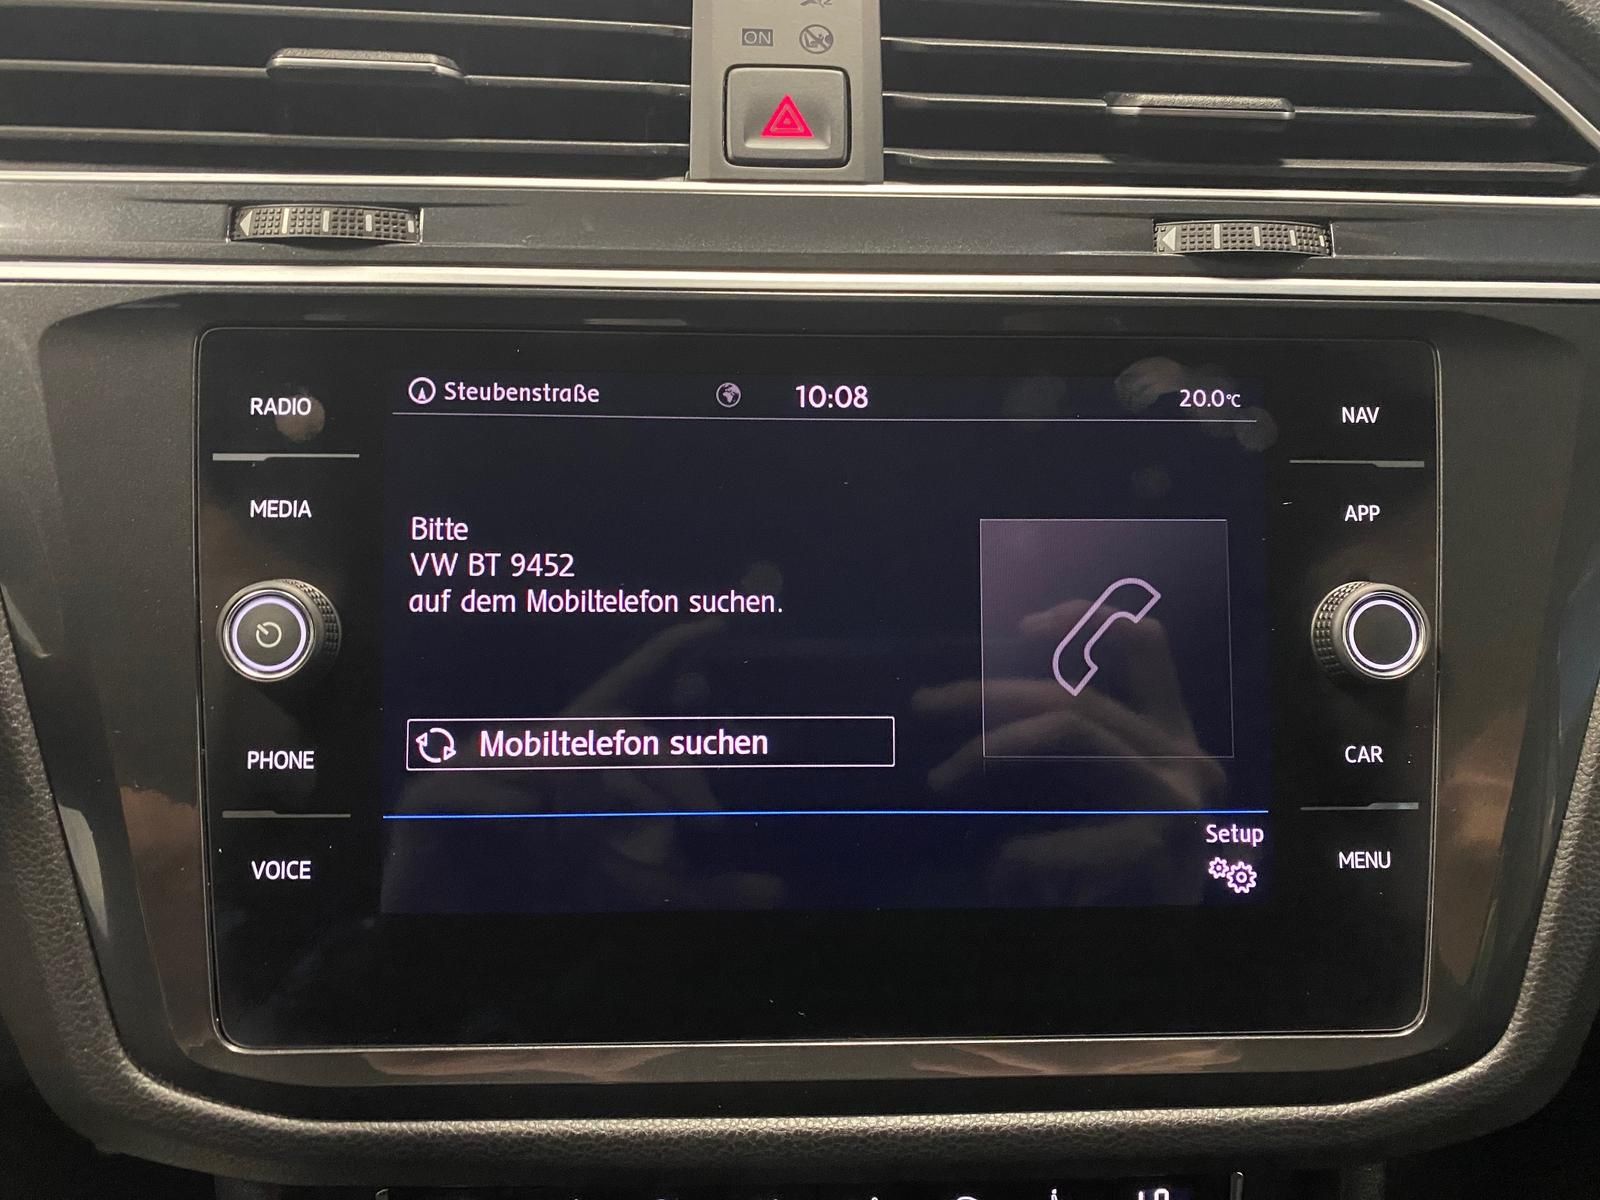 ON
Steubenstraße 10:08 20.0°C
RADIO
MEDIA
PHONE
VOICE
Bitte
VW BT 9452
auf dem Mobiltelefon suchen.
Mobiltelefon suchen
Setup
NAV
APP
CAR
MENU